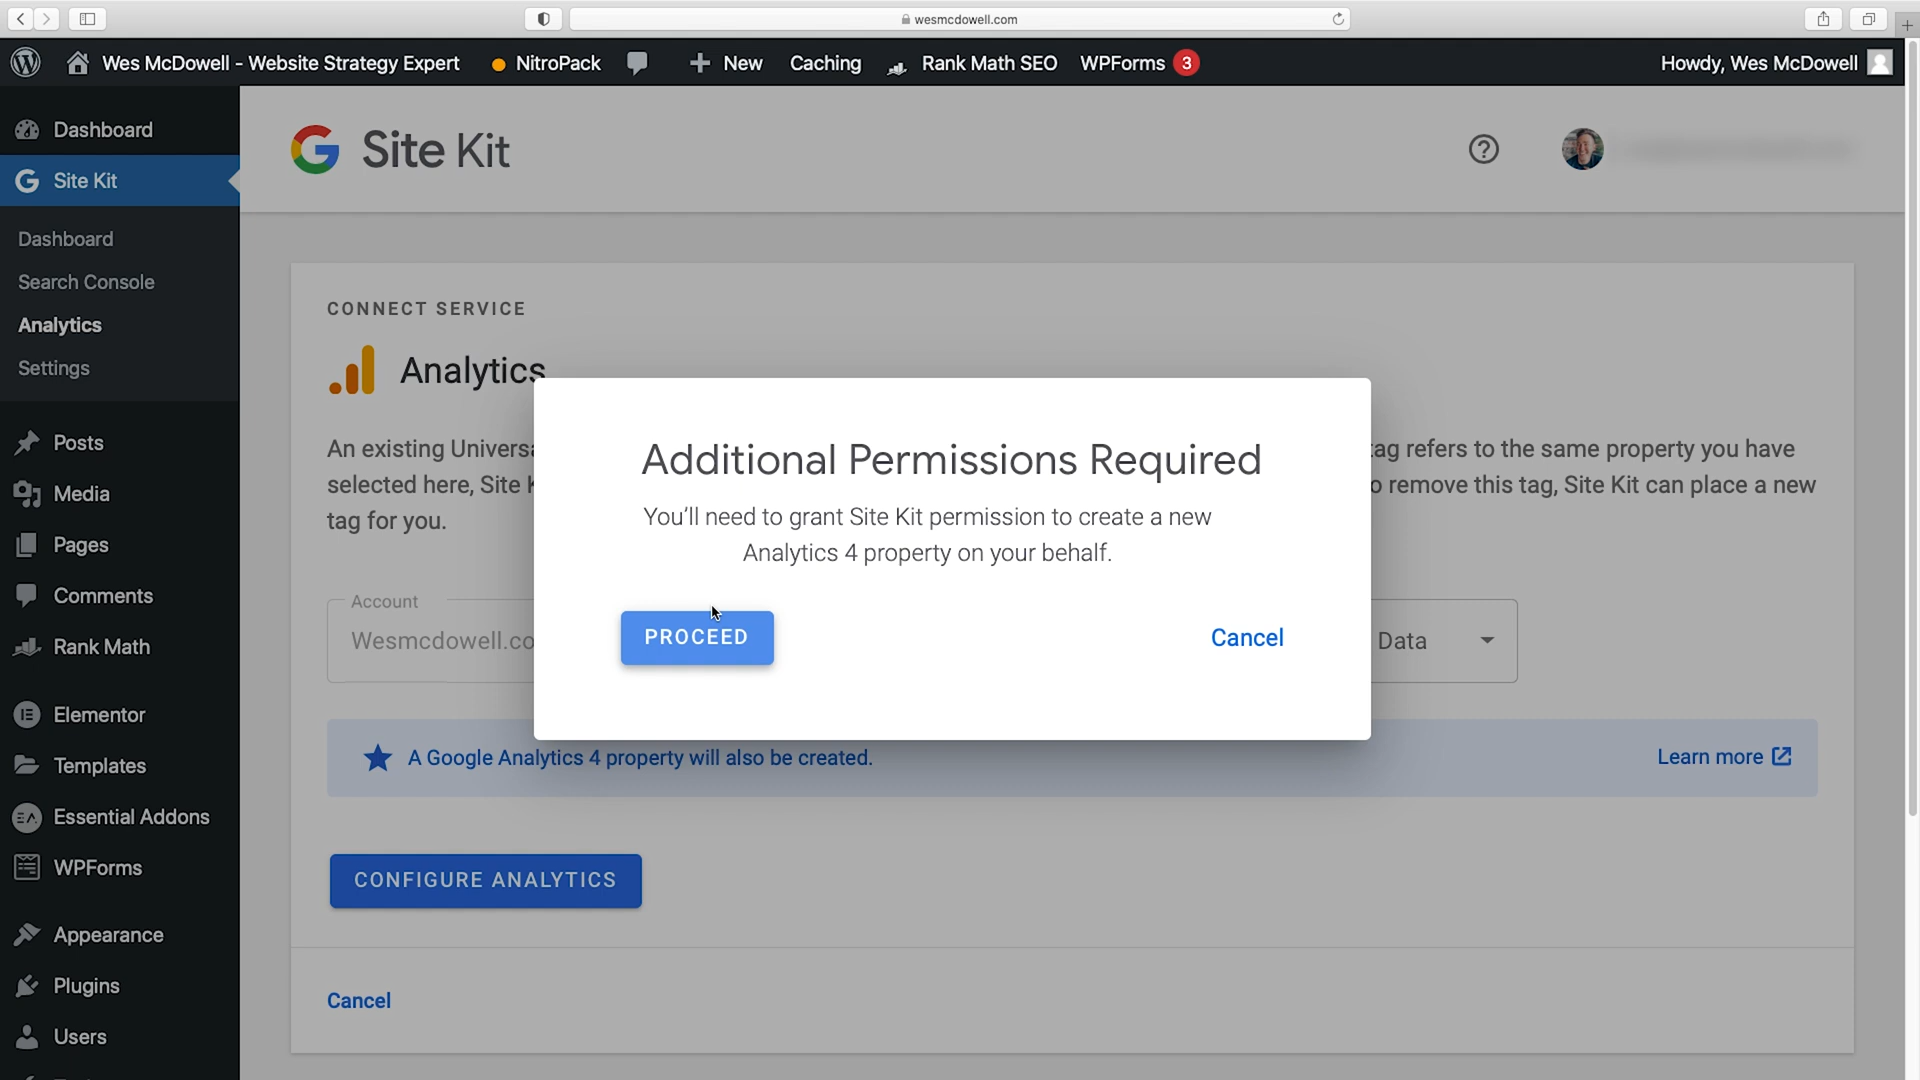 wesmcdowell.com
Wes McDowell - Website Strategy Expert
NitroPack
New
Caching
Rank Math SEO
WPForms 3
Howdy, Wes McDowell
Dashboard
Site Kit
Dashboard
Search Console
Analytics
Settings
Posts
Media
Pages
Comments
Rank Math
Elementor
Templates
Essential Addons
WPForms
Appearance
Plugins
Users
Site Kit
CONNECT SERVICE
Analytics
An existing
tag refers to the same property you have
selected here, Site
remove this tag, Site Kit can place a new
tag for you.
Account
Data
Additional Permissions Required
You’ll need to grant Site Kit permission to create a new
Analytics 4 property on your behalf.
PROCEED
Cancel
A Google Analytics 4 property will also be created.
Learn more
CONFIGURE ANALYTICS
Cancel